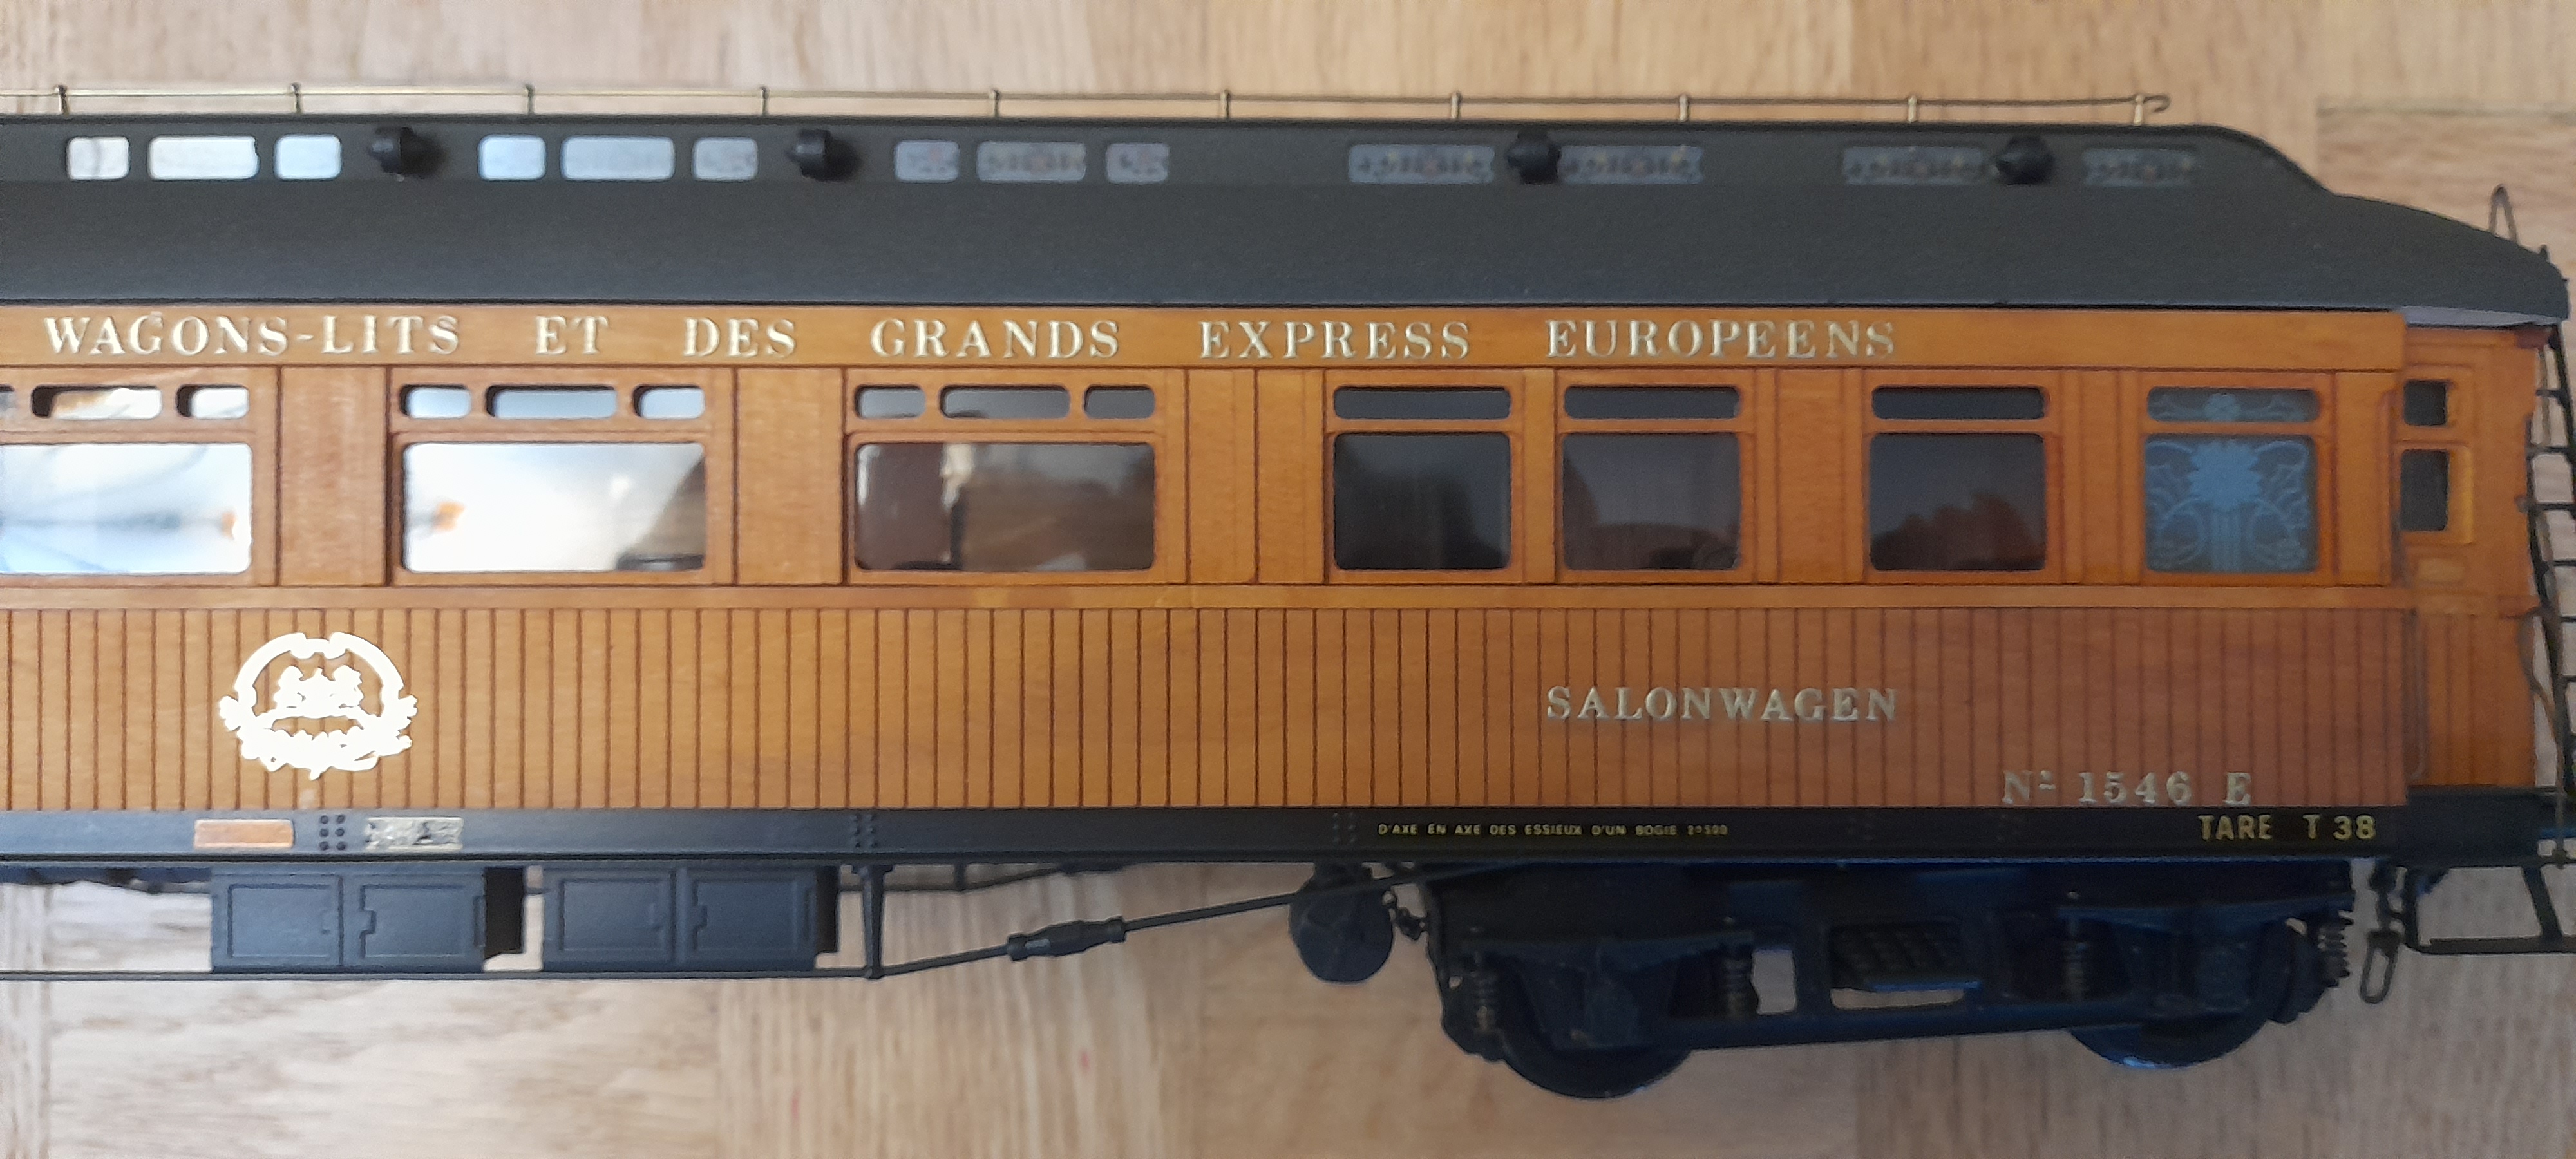 WAGONS-LITS ET DES GRANDS EXPRESS EUROPEENS
SALONWAGEN
Nº 1546 E
D'AXE EN AXE DES ESSIEUX D'UN BOGIE 2ᵐ500
TARE T 38